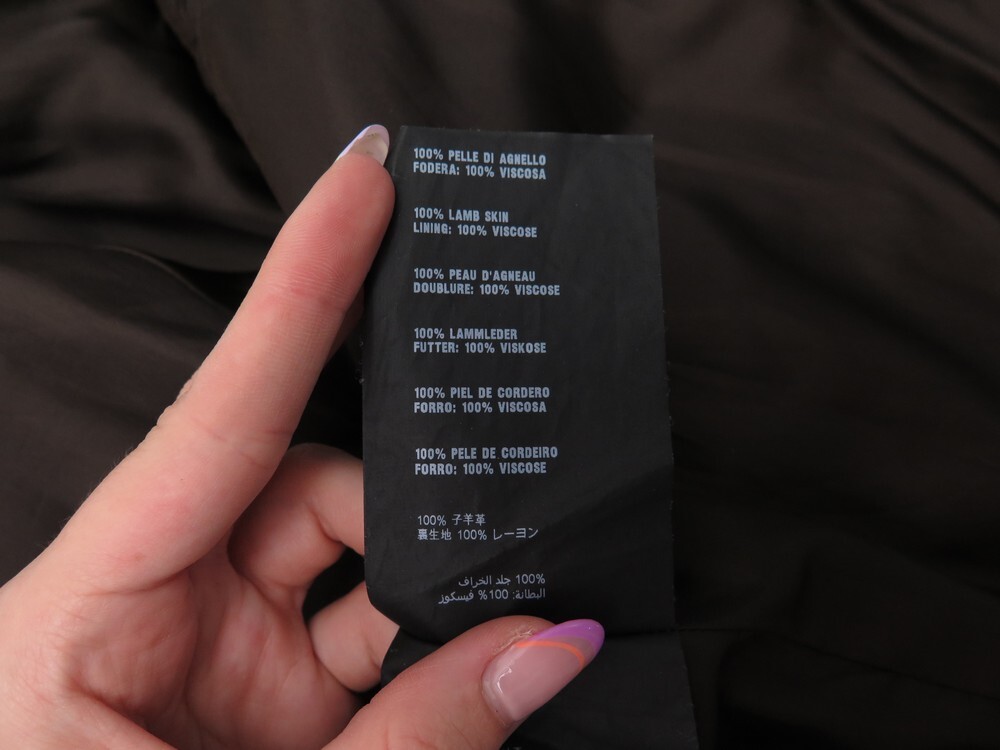 100% PELLE DI AGNELLO
FODERA: 100% VISCOSA
100% LAMB SKIN
LINING: 100% VISCOSE
100% PEAU D'AGNEAU
DOUBLURE: 100% VISCOSE
100% LAMMLEDER
FUTTER: 100% VISKOSE
100% PIEL DE CORDERO
FORRO: 100% VISCOSA
100% PELE DE CORDEIRO
FORRO: 100% VISCOSE
100% 子羊革
裏生地 100% レーヨン
100% جلد الخراف
البطانة: 100% فيسكوز